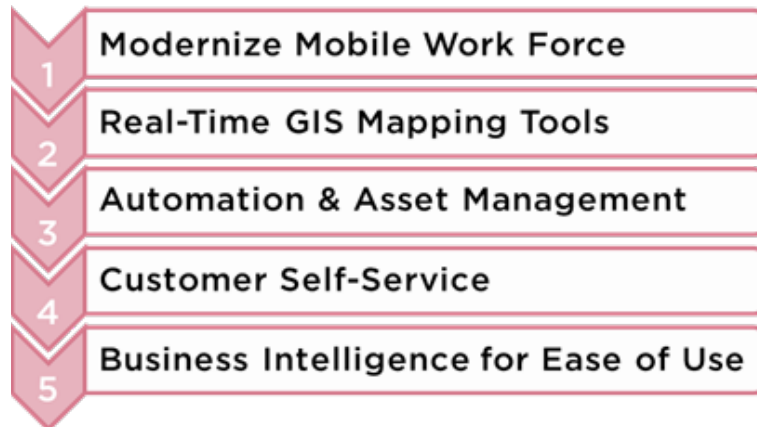 1 Modernize Mobile Work Force
2 Real-Time GIS Mapping Tools
3 Automation & Asset Management
4 Customer Self-Service
5 Business Intelligence for Ease of Use